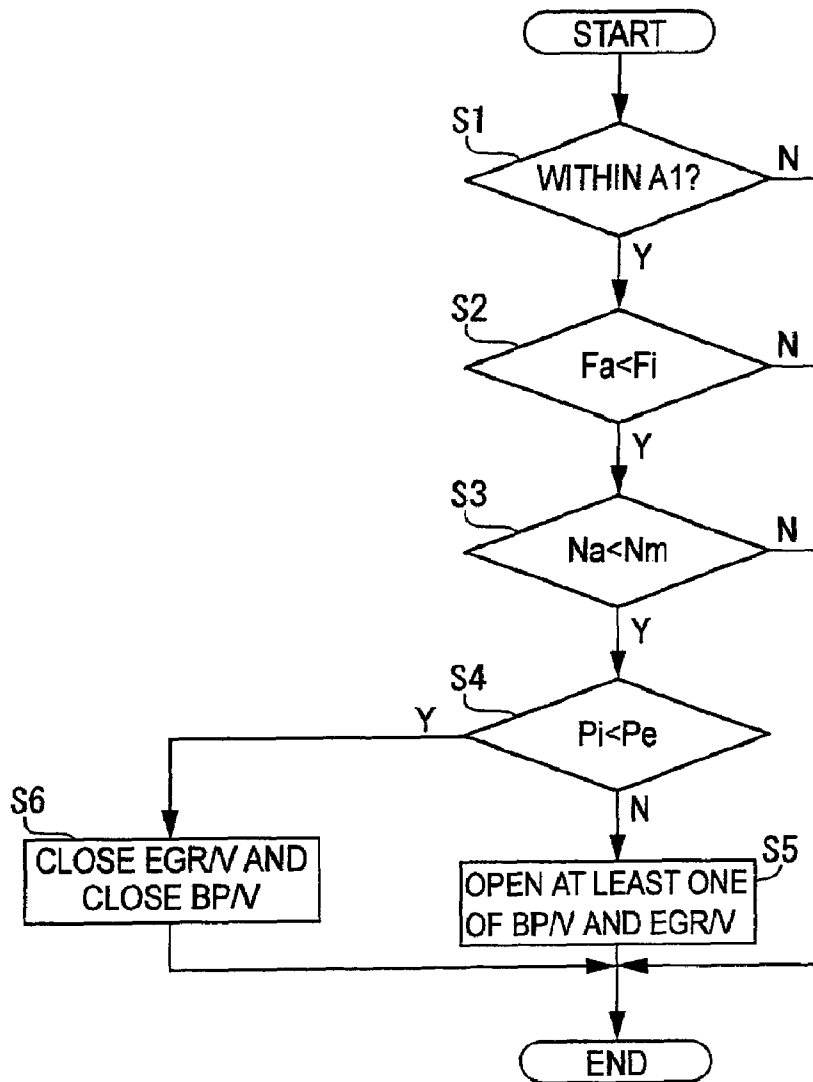 START
S1
WITHIN A1?
N
Y
S2
Fa<Fi
N
Y
S3
Na<Nm
N
Y
S4
Y
Pi<Pe
N
S6
CLOSE EGR/V AND
CLOSE BP/V
S5
OPEN AT LEAST ONE
OF BP/V AND EGR/V
END